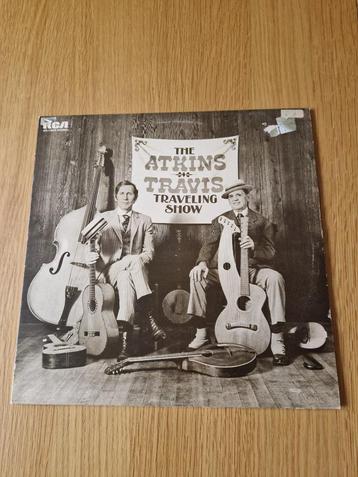 RCA
THE
ATKINS
TRAVIS
TRAVELING
SHOW